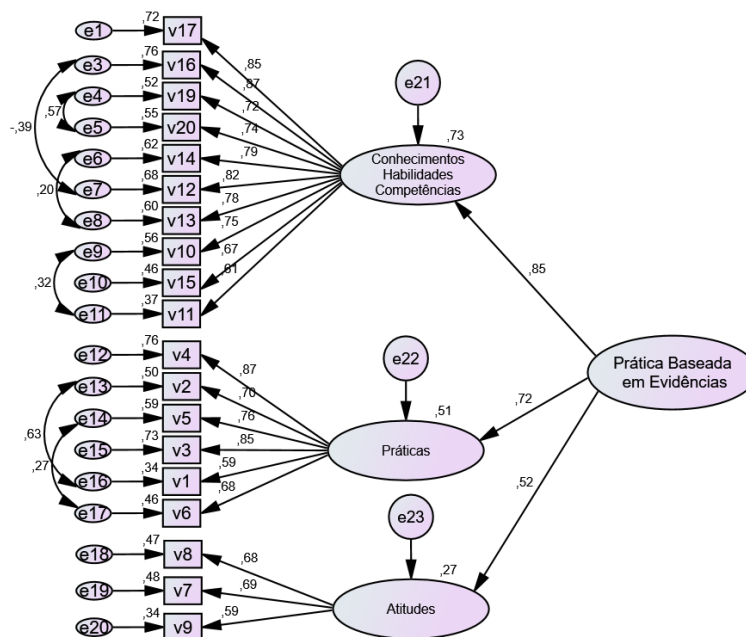 e1 ,72 v17
e3 ,76 v16
e4 ,52 v19
e5 ,55 v20
e6 ,62 v14
e7 ,68 v12
e8 ,60 v13
e9 ,56 v10
e10 ,46 v15
e11 ,37 v11
-,39
,57
,20
,32
,85
,87
,72
,74
,79
,82
,78
,75
,67
,61
e21
,73
Conhecimentos
Habilidades
Competências
,85
e12 ,76 v4
e13 ,50 v2
e14 ,59 v5
e15 ,73 v3
e16 ,34 v1
e17 ,46 v6
,63
,27
,87
,70
,76
,85
,59
,68
e22
,51
Práticas
,72
Prática Baseada
em Evidências
,52
e18 ,47 v8
e19 ,48 v7
e20 ,34 v9
,68
,69
,59
e23
,27
Atitudes